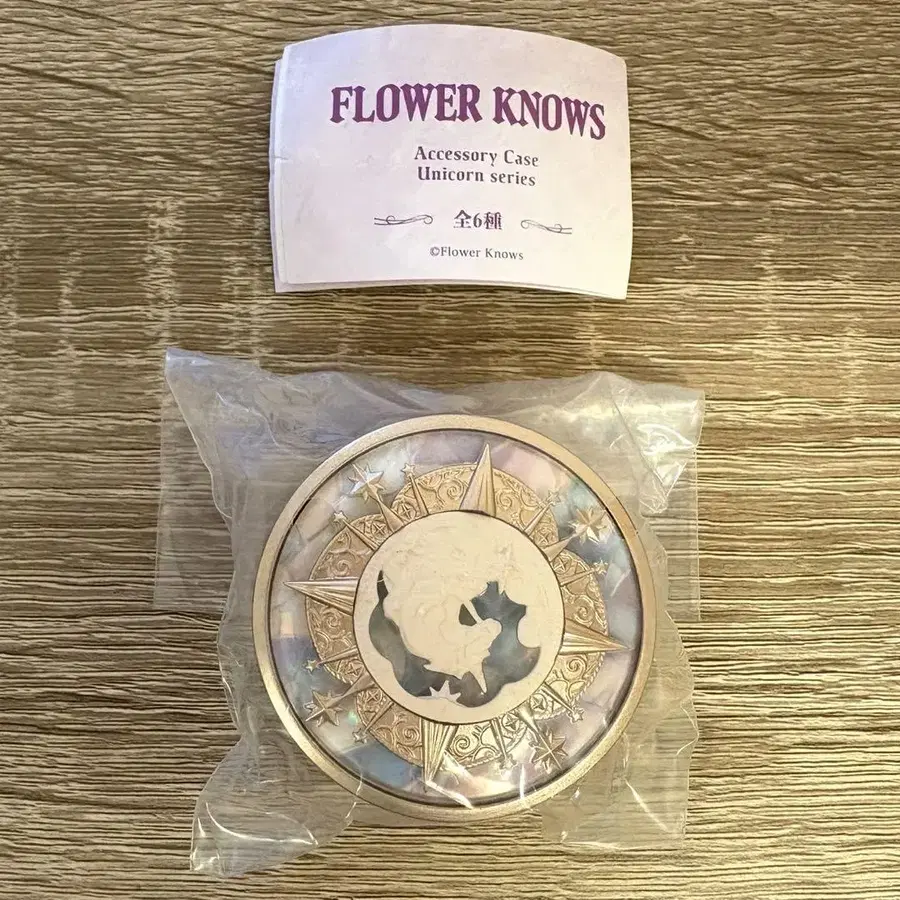 FLOWER KNOWS
Accessory Case
Unicorn series
全6種
©Flower Knows